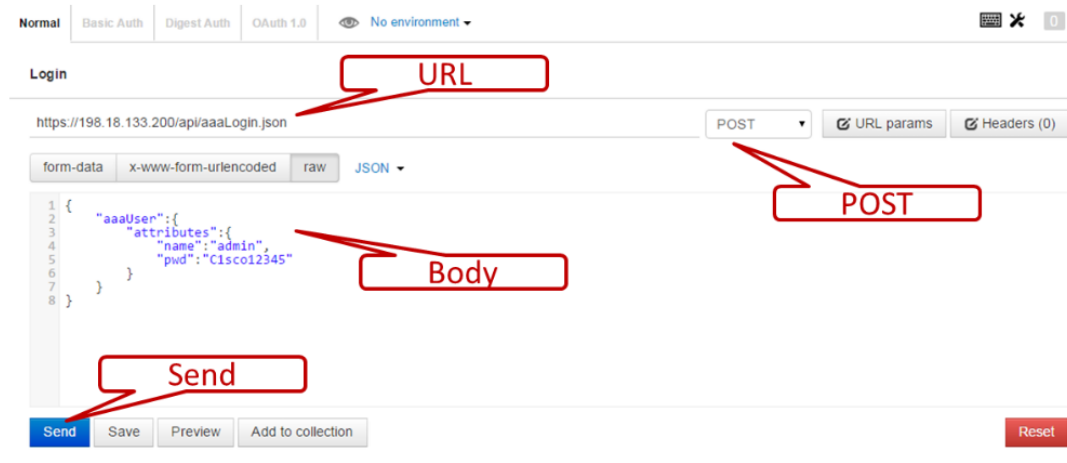 Normal Basic Auth Digest Auth OAuth 1.0 No environment 0
Login
URL
https://198.18.133.200/api/aaaLogin.json POST URL params Headers (0)
form-data x-www-form-urlencoded raw JSON
POST
1 {
2 "aaaUser":{
3 "attributes":{
4 "name":"admin",
5 "pwd":"C1sco12345"
6 }
7 }
8 }
Body
Send
Send Save Preview Add to collection Reset